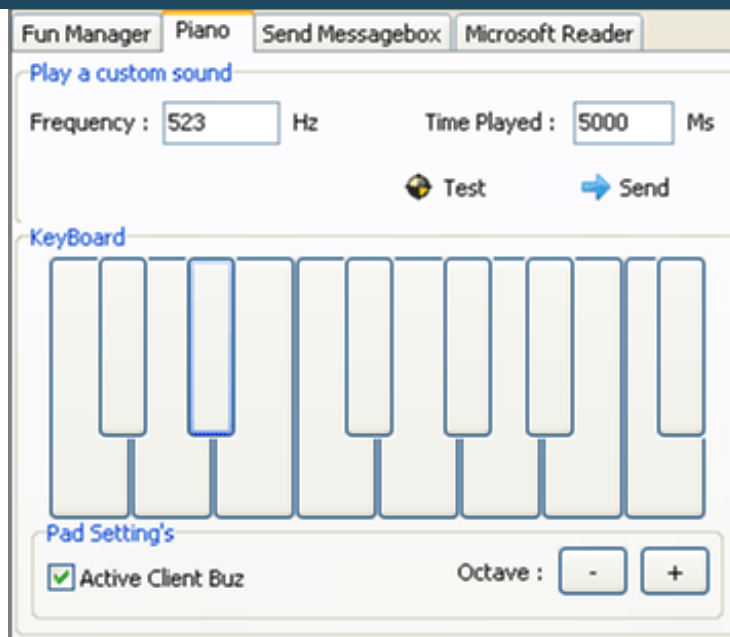 Fun Manager Piano Send Messagebox Microsoft Reader
Play a custom sound
Frequency : 523 Hz Time Played : 5000 Ms
Test Send
KeyBoard
Pad Setting's
Active Client Buz Octave : - +